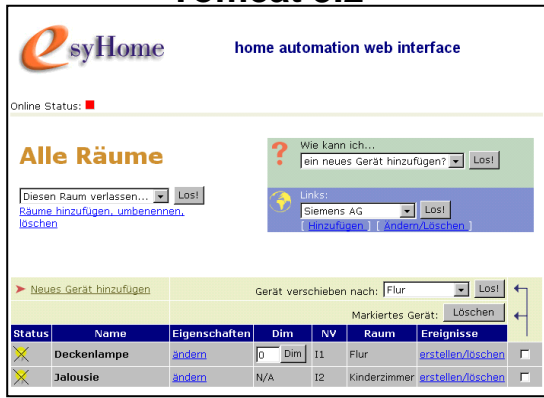 esyHome
home automation web interface
Online Status:
Alle Räume
Wie kann ich...
ein neues Gerät hinzufügen? Los!
Diesen Raum verlassen... Los!
Räume hinzufügen, umbenennen,
löschen
Links:
Siemens AG Los!
[ Hinzufügen ] [ Ändern/Löschen ]
Neues Gerät hinzufügen
Gerät verschieben nach: Flur Los!
Markiertes Gerät: Löschen
Status Name Eigenschaften Dim NV Raum Ereignisse
Deckenlampe ändern 0 Dim I1 Flur erstellen/löschen
Jalousie ändern N/A I2 Kinderzimmer erstellen/löschen